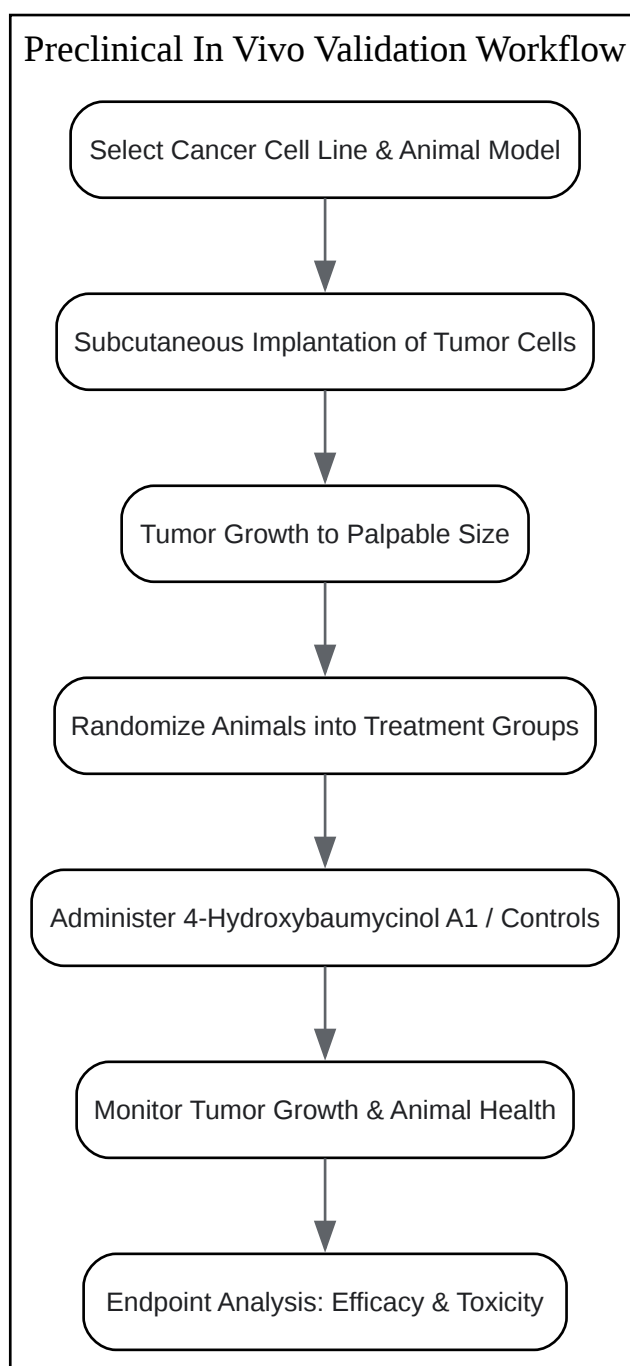 Preclinical In Vivo Validation Workflow
Select Cancer Cell Line & Animal Model
Subcutaneous Implantation of Tumor Cells
Tumor Growth to Palpable Size
Randomize Animals into Treatment Groups
Administer 4-Hydroxybaumycinol A1 / Controls
Monitor Tumor Growth & Animal Health
Endpoint Analysis: Efficacy & Toxicity